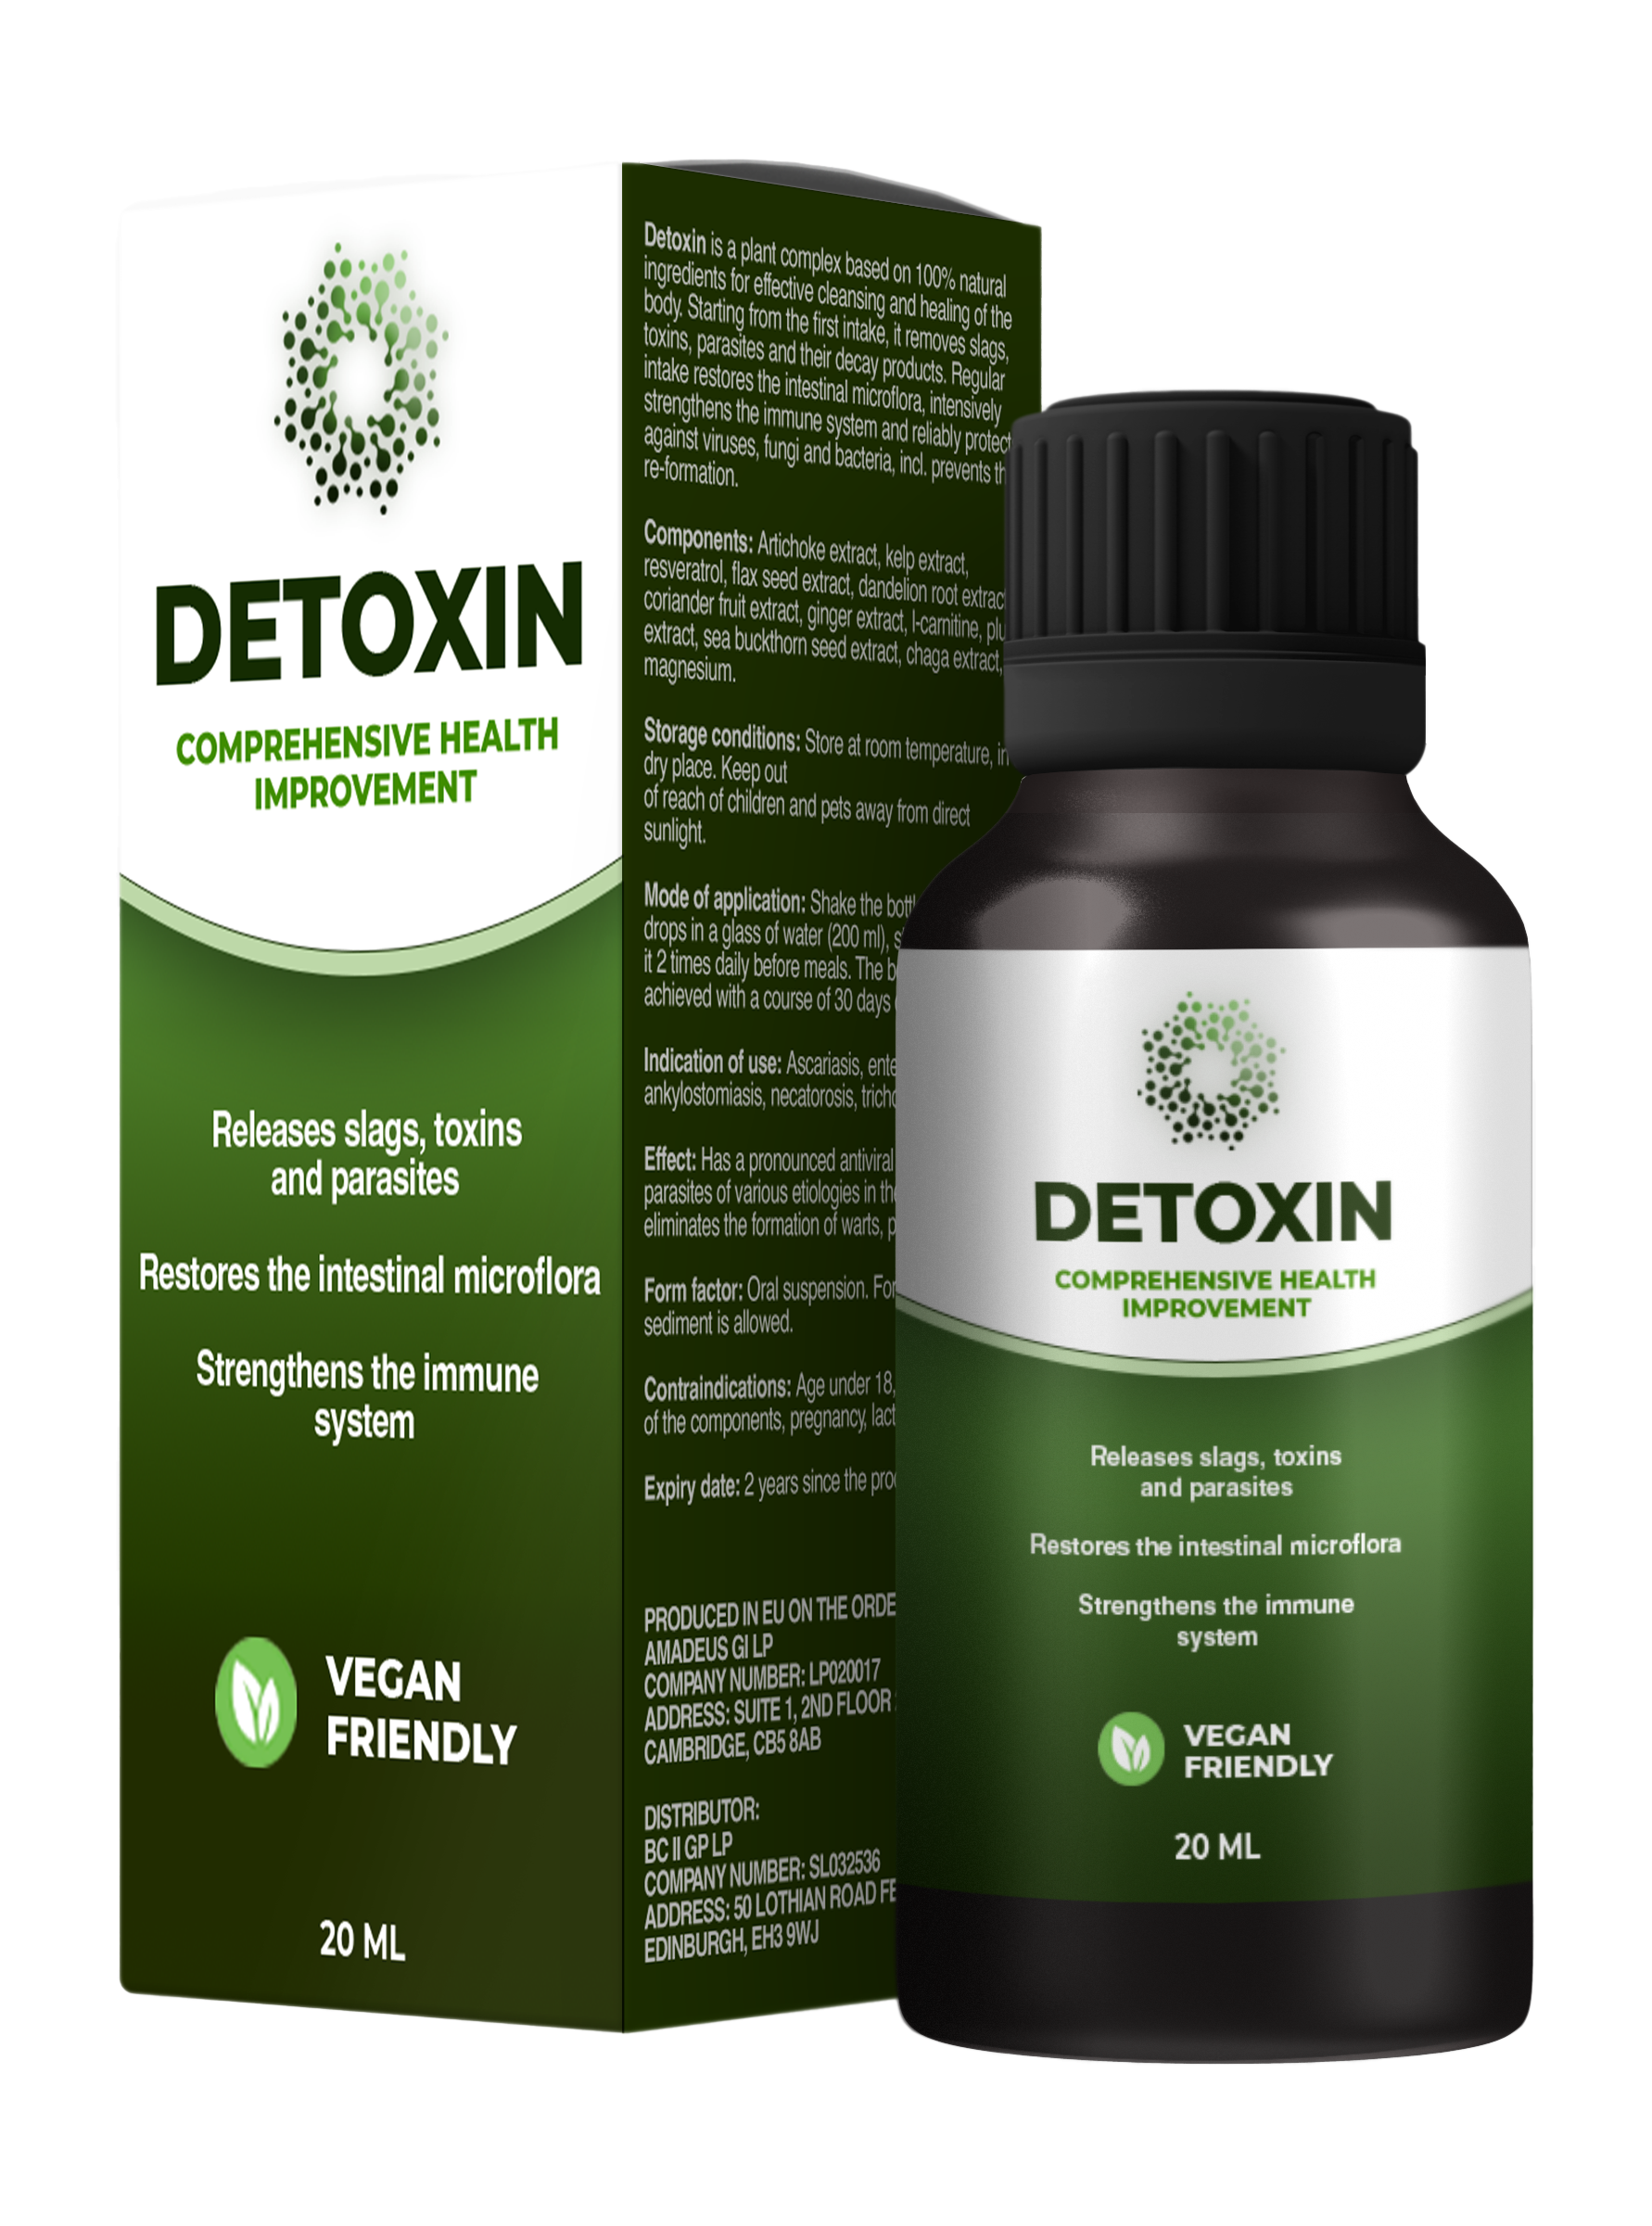 DETOXIN
COMPREHENSIVE HEALTH
IMPROVEMENT
Releases slags, toxins
and parasites
Restores the intestinal microflora
Strengthens the immune
system
VEGAN
FRIENDLY
20 ML
Detoxin is a plant complex based on 100% natural
ingredients for effective cleansing and healing of the
body. Starting from the first intake, it removes slags,
toxins, parasites and their decay products. Regular
intake restores the intestinal microflora, intensively
strengthens the immune system and reliably protect
against viruses, fungi and bacteria, incl. prevents
re-formation.
Components: Artichoke extract, kelp extract,
resveratrol, flax seed extract, dandelion root
coriander fruit extract, ginger extract, l-carnitine,
extract, sea buckthorn seed extract, chaga extract,
magnesium.
Storage conditions: Store at room temperature,
dry place. Keep out
of reach of children and pets away from direct
sunlight.
Mode of application: Shake the
drops in a glass of water (200 ml),
it 2 times daily before meals. The
achieved with a course of 30 days
Indication of use: Ascariasis,
ankylostomiasis, necatorosis,
Effect: Has a pronounced antiviral
parasites of various etiologies in
eliminates the formation of warts,
Form factor: Oral suspension.
sediment is allowed.
Contraindications: Age under 18,
of the components, pregnancy,
Expiry date: 2 years since the
PRODUCED IN EU ON THE
AMADEUS GI LP
COMPANY NUMBER: LP020017
ADDRESS: SUITE 1, 2ND FLOOR
CAMBRIDGE, CB5 8AB
DISTRIBUTOR:
BC II GP LP
COMPANY NUMBER: SL032536
ADDRESS: 50 LOTHIAN ROAD
EDINBURGH, EH3 9WJ
DETOXIN
COMPREHENSIVE HEALTH
IMPROVEMENT
Releases slags, toxins
and parasites
Restores the intestinal microflora
Strengthens the immune
system
VEGAN
FRIENDLY
20 ML